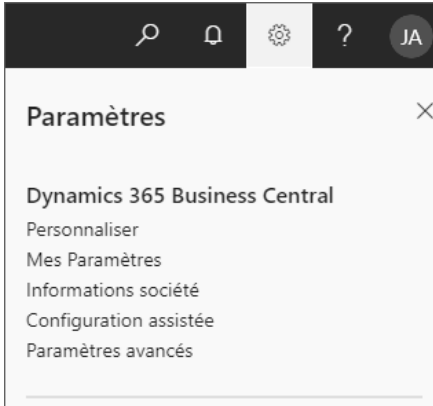 ? JA
Paramètres
Dynamics 365 Business Central
Personnaliser
Mes Paramètres
Informations société
Configuration assistée
Paramètres avancés